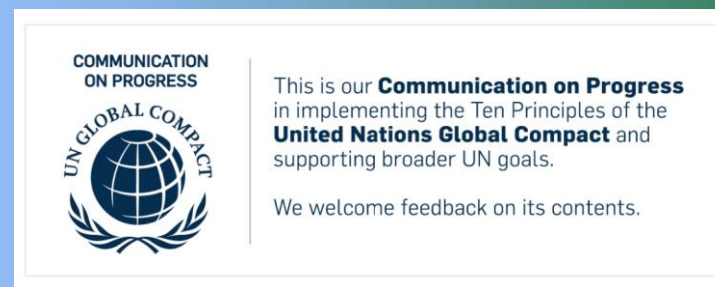 COMMUNICATION
ON PROGRESS
UN GLOBAL COMPACT
This is our Communication on Progress
in implementing the Ten Principles of the
United Nations Global Compact and
supporting broader UN goals.
We welcome feedback on its contents.